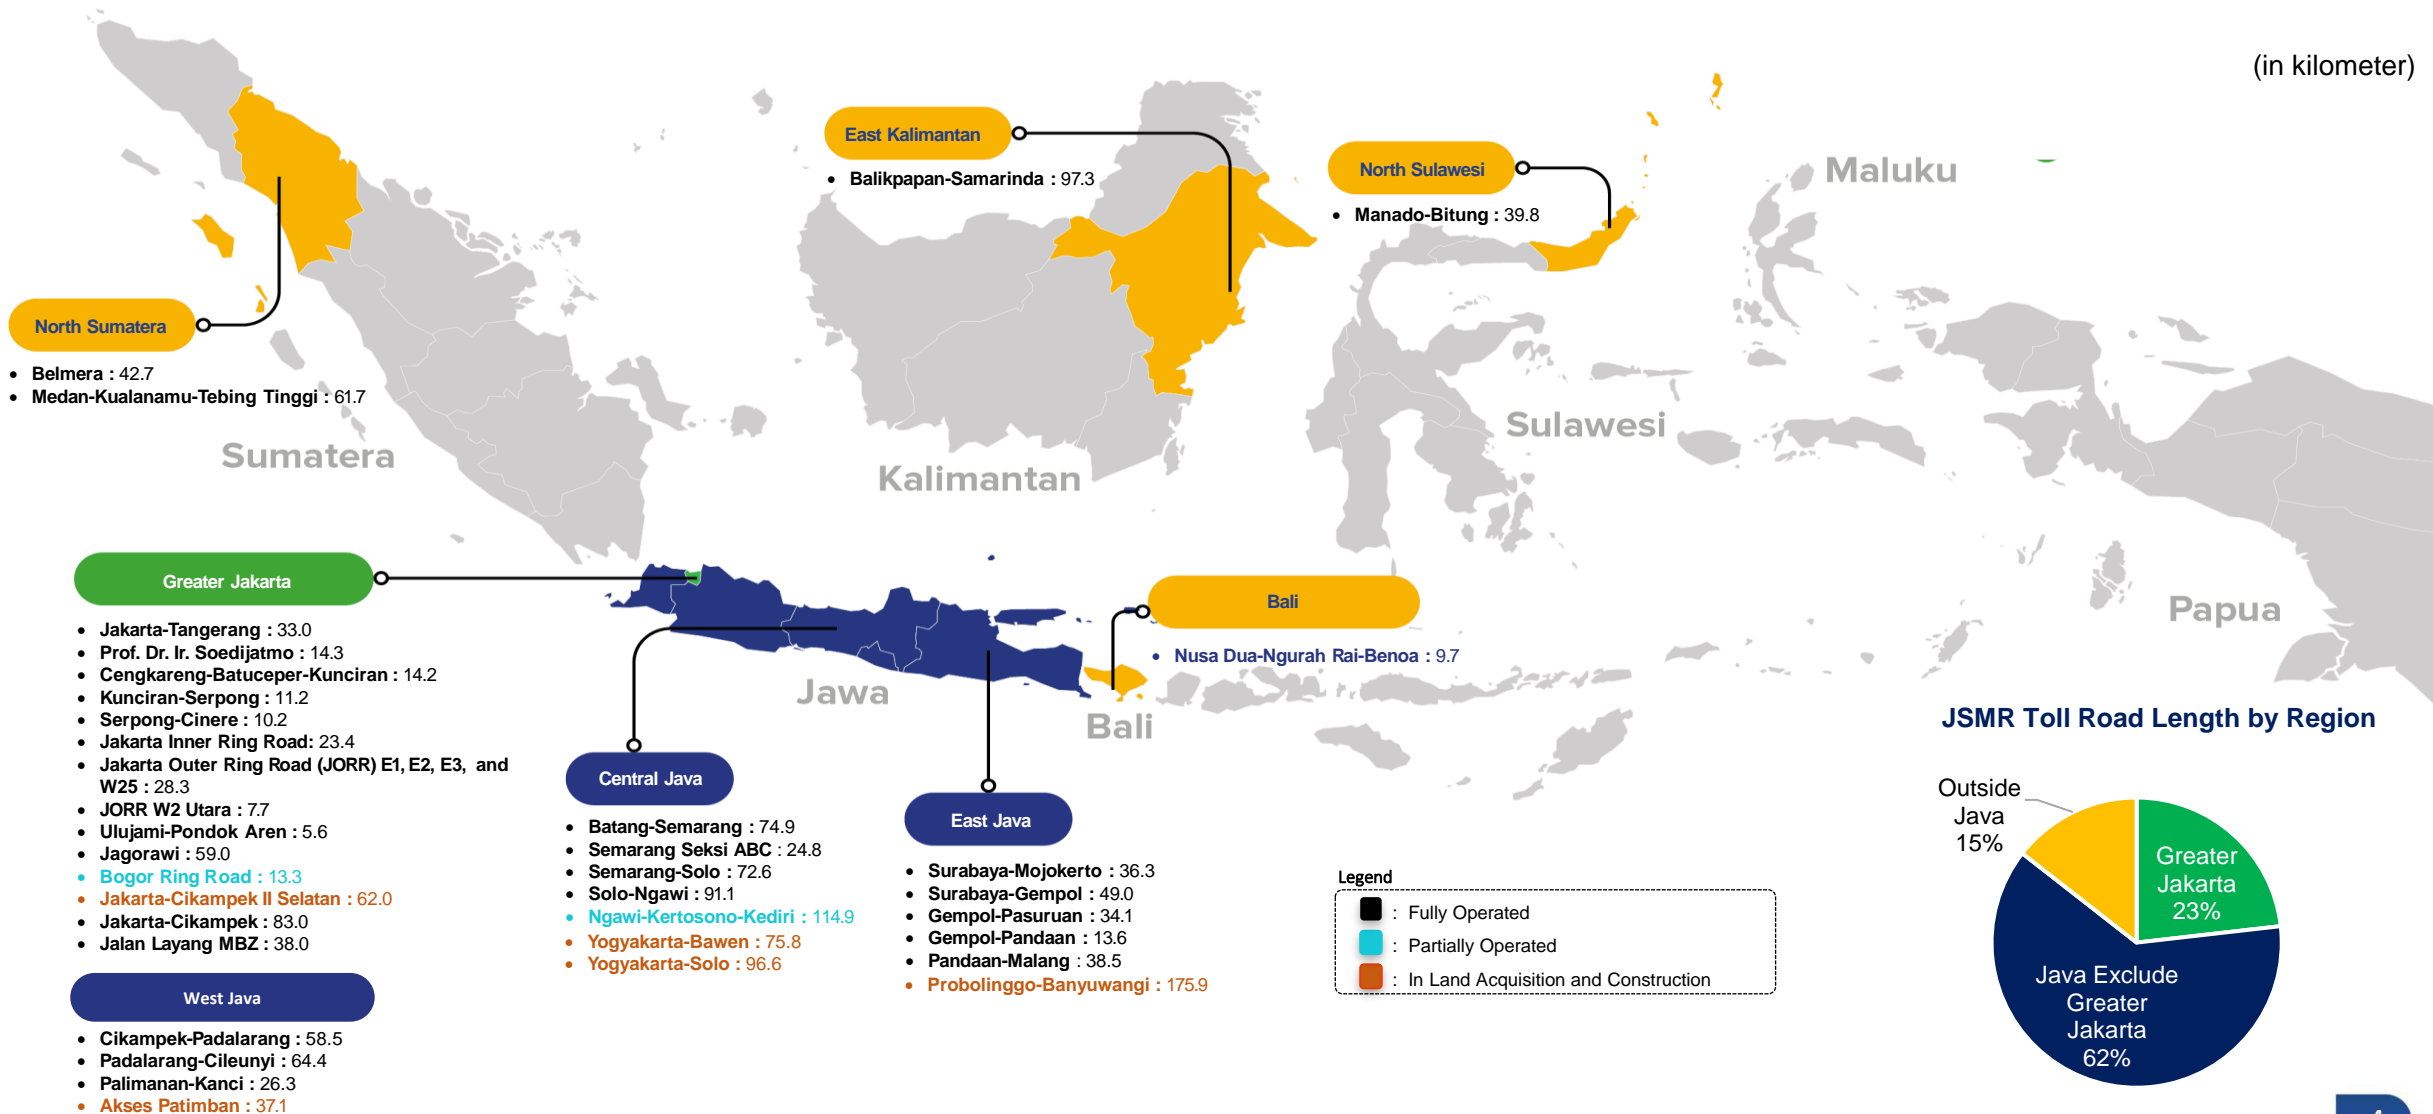 (in kilometer)
East Kalimantan
• Balikpapan-Samarinda : 97.3
North Sulawesi
• Manado-Bitung : 39.8
Maluku
North Sumatera
• Belmera : 42.7
• Medan-Kualanamu-Tebing Tinggi : 61.7
Sumatera
Kalimantan
Sulawesi
Papua
Greater Jakarta
• Jakarta-Tangerang : 33.0
• Prof. Dr. Ir. Soedijatmo : 14.3
• Cengkareng-Batuceper-Kunciran : 14.2
• Kunciran-Serpong : 11.2
• Serpong-Cinere : 10.2
• Jakarta Inner Ring Road: 23.4
• Jakarta Outer Ring Road (JORR) E1, E2, E3, and
W25 : 28.3
• JORR W2 Utara : 7.7
• Ulujami-Pondok Aren : 5.6
• Jagorawi : 59.0
• Bogor Ring Road : 13.3
• Jakarta-Cikampek II Selatan : 62.0
• Jakarta-Cikampek : 83.0
• Jalan Layang MBZ : 38.0
West Java
• Cikampek-Padalarang : 58.5
• Padalarang-Cileunyi : 64.4
• Palimanan-Kanci : 26.3
• Akses Patimban : 37.1
Jawa
Bali
• Nusa Dua-Ngurah Rai-Benoa : 9.7
Bali
Central Java
• Batang-Semarang : 74.9
• Semarang Seksi ABC : 24.8
• Semarang-Solo : 72.6
• Solo-Ngawi : 91.1
• Ngawi-Kertosono-Kediri : 114.9
• Yogyakarta-Bawen : 75.8
• Yogyakarta-Solo : 96.6
East Java
• Surabaya-Mojokerto : 36.3
• Surabaya-Gempol : 49.0
• Gempol-Pasuruan : 34.1
• Gempol-Pandaan : 13.6
• Pandaan-Malang : 38.5
• Probolinggo-Banyuwangi : 175.9
Legend
: Fully Operated
: Partially Operated
: In Land Acquisition and Construction
JSMR Toll Road Length by Region
Outside
Java
15%
Greater
Jakarta
23%
Java Exclude
Greater
Jakarta
62%